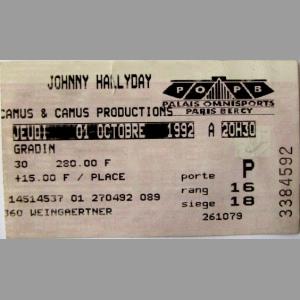 JOHNNY HALLYDAY
POPB
PALAIS OMNISPORTS
PARIS BERCY
CAMUS & CAMUS PRODUCTIONS
JEUDI 01 OCTOBRE 1992 A 20H30
GRADIN
30 280.00 F
+15.00 F / PLACE
porte P
rang 16
siege 18
14514537 01 270492 089
360 WEINGAERTNER
261079
3384592